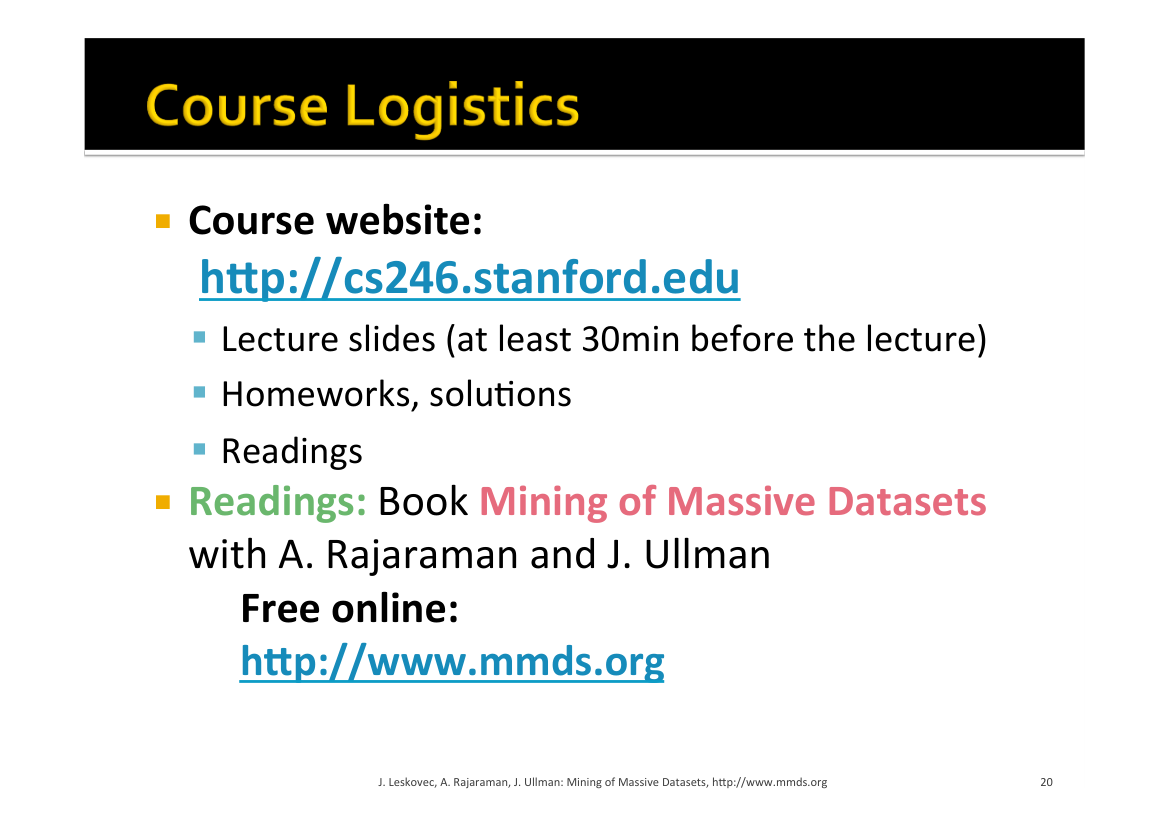 Course Logistics
Course website:
http://cs246.stanford.edu
Lecture slides (at least 30min before the lecture)
Homeworks, solutions
Readings
Readings: Book Mining of Massive Datasets
with A. Rajaraman and J. Ullman
Free online:
http://www.mmds.org
J. Leskovec, A. Rajaraman, J. Ullman: Mining of Massive Datasets, http://www.mmds.org
20